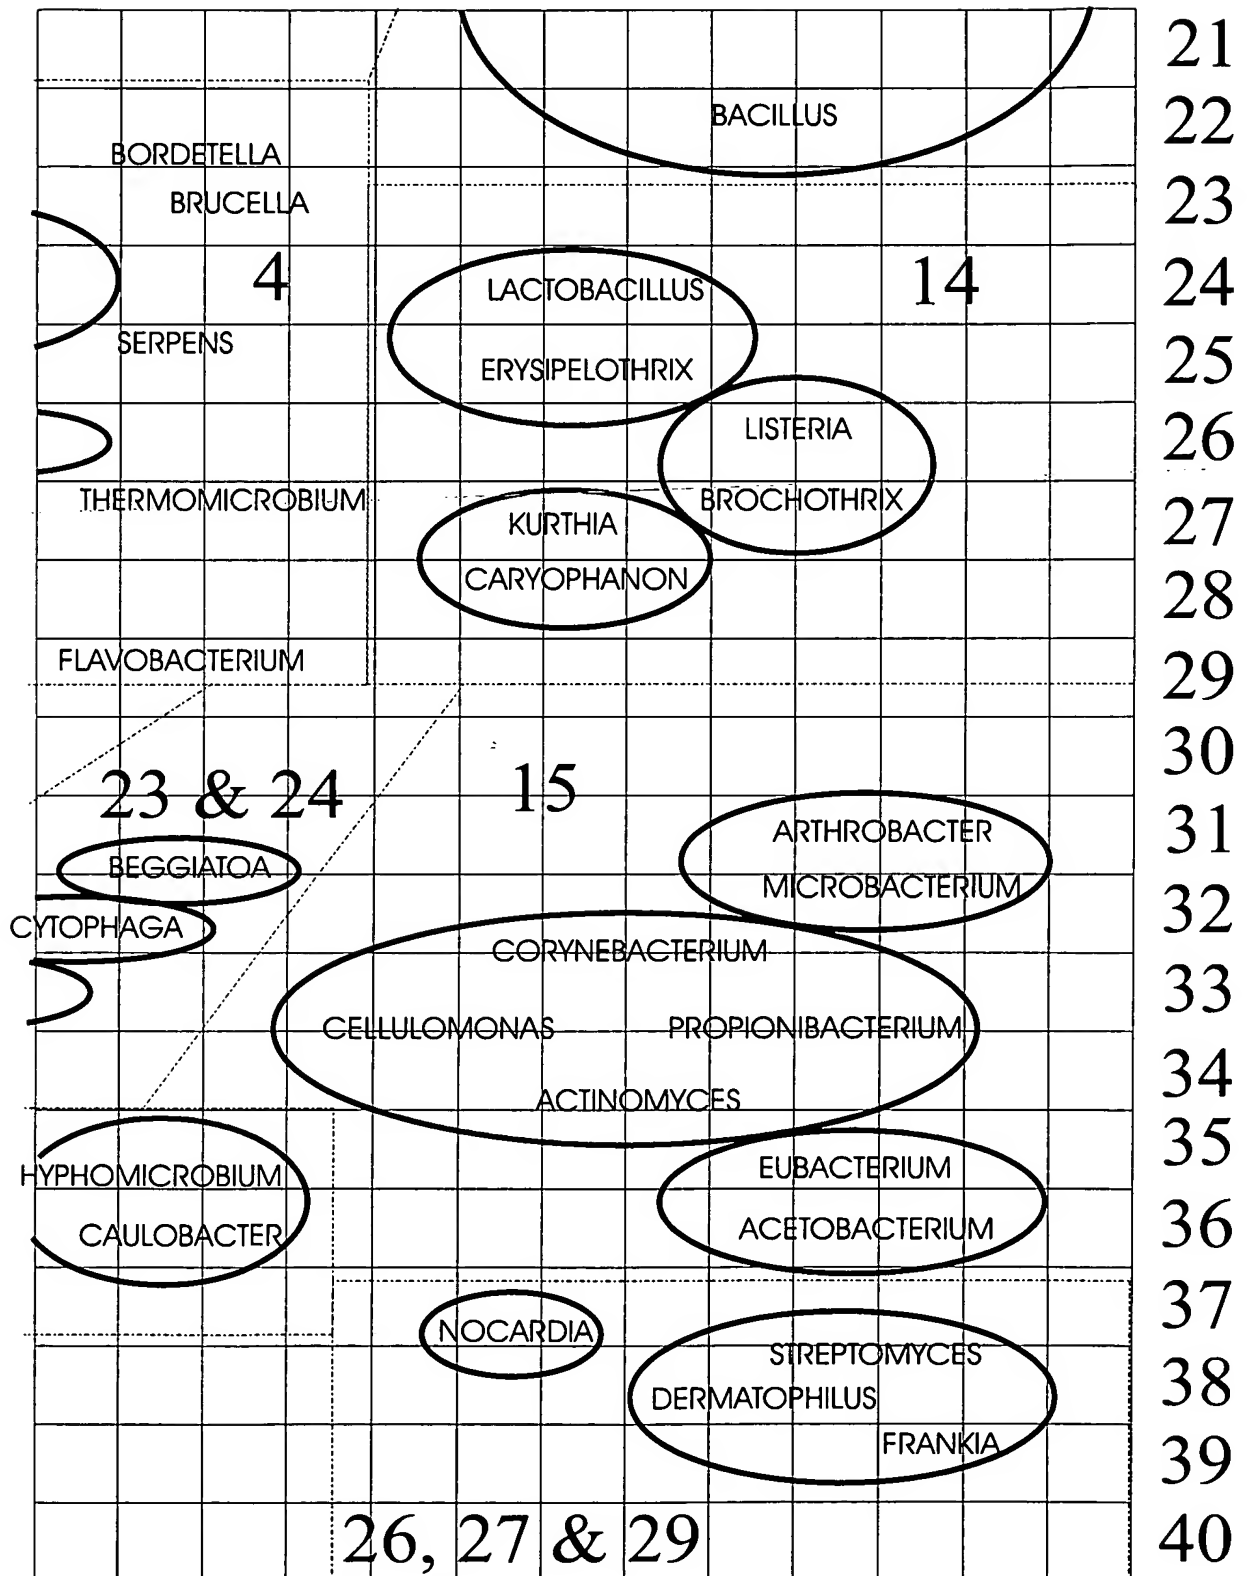 21
BACILLUS
22
BORDETELLA
BRUCELLA
23
4
LACTOBACILLUS
14
24
SERPENS
ERYSIPELOTHRIX
25
LISTERIA
26
THERMOMICROBIUM
BROCHOTHRIX
KURTHIA
27
CARYOPHANON
28
FLAVOBACTERIUM
29
30
23 & 24
15
ARTHROBACTER
31
BEGGIATOA
MICROBACTERIUM
32
CYTOPHAGA
CORYNEBACTERIUM
33
CELLULOMONAS
PROPIONIBACTERIUM
34
ACTINOMYCES
35
HYPHOMICROBIUM
EUBACTERIUM
CAULOBACTER
ACETOBACTERIUM
36
37
NOCARDIA
STREPTOMYCES
38
DERMATOPHILUS
FRANKIA
39
26, 27 & 29
40